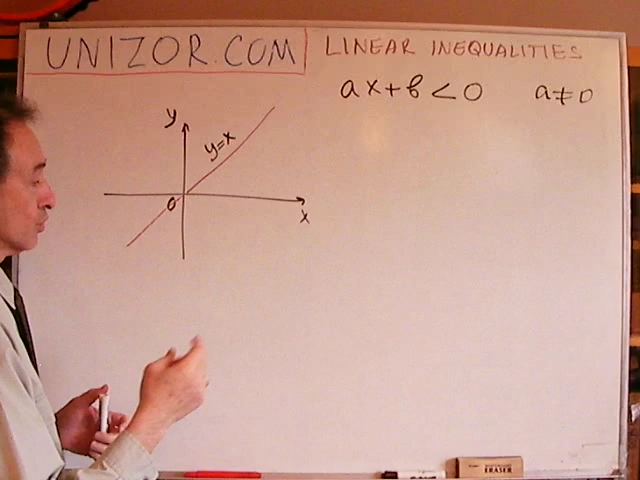 UNIZOR.COM
LINEAR INEQUALITIES
ax+b<0 a≠0
y
y=x
0
x
ERASER